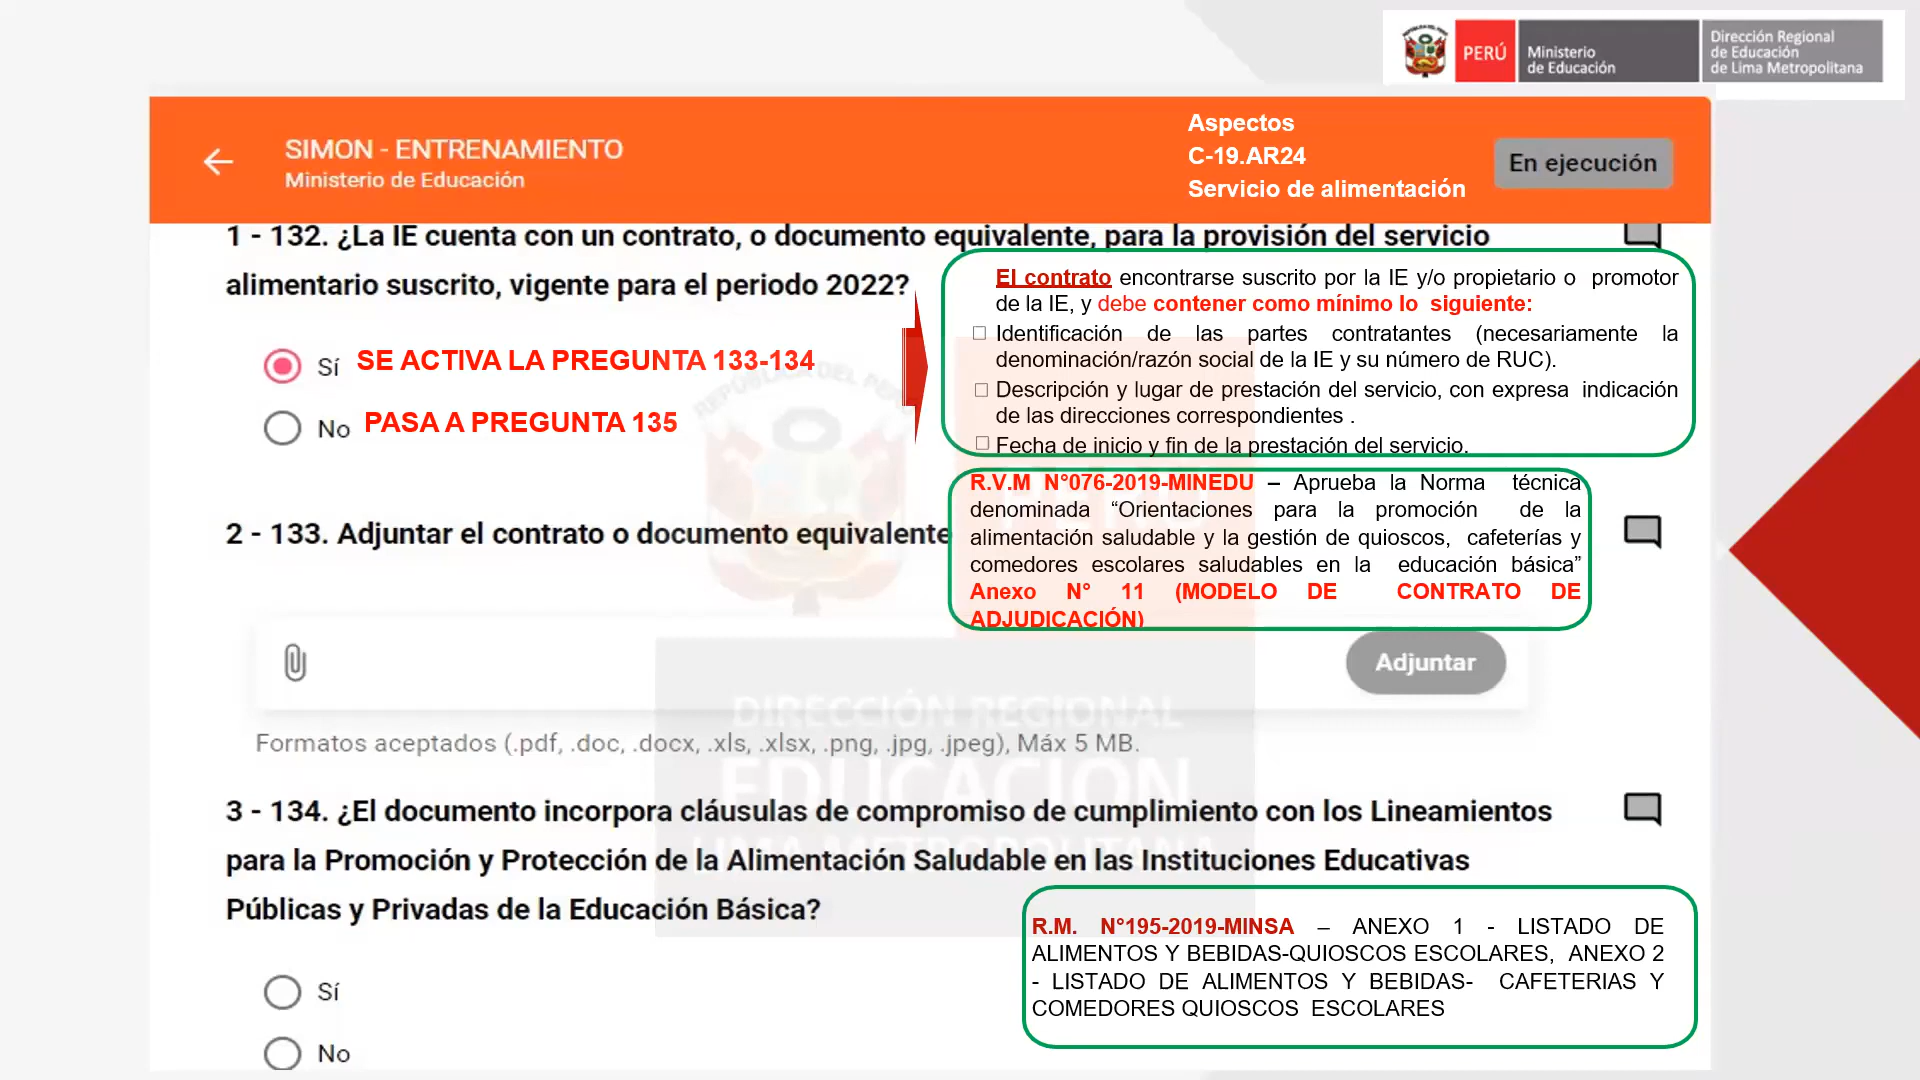 PERÚ
Ministerio
de Educación
Dirección Regional
de Educación
de Lima Metropolitana
SIMON - ENTRENAMIENTO
Ministerio de Educación
Aspectos
C-19.AR24
Servicio de alimentación
En ejecución
1 - 132. ¿La IE cuenta con un contrato, o documento equivalente, para la provisión del servicio
alimentario suscrito, vigente para el periodo 2022?
Sí SE ACTIVA LA PREGUNTA 133-134
No PASA A PREGUNTA 135
El contrato encontrarse suscrito por la IE y/o propietario o promotor
de la IE, y debe contener como mínimo lo siguiente:
Identificación de las partes contratantes (necesariamente la
denominación/razón social de la IE y su número de RUC).
Descripción y lugar de prestación del servicio, con expresa indicación
de las direcciones correspondientes .
Fecha de inicio y fin de la prestación del servicio.
R.V.M N°076-2019-MINEDU – Aprueba la Norma técnica
denominada “Orientaciones para la promoción de la
alimentación saludable y la gestión de quioscos, cafeterías y
comedores escolares saludables en la educación básica”
Anexo N° 11 (MODELO DE CONTRATO DE
ADJUDICACIÓN)
2 - 133. Adjuntar el contrato o documento equivalente
Adjuntar
Formatos aceptados (.pdf, .doc, .docx, .xls, .xlsx, .png, .jpg, .jpeg), Máx 5 MB.
REPÚBLICA DEL PERÚ
PERÚ
DIRECCIÓN REGIONAL
EDUCACIÓN
LIMA METROPOLITANA
3 - 134. ¿El documento incorpora cláusulas de compromiso de cumplimiento con los Lineamientos
para la Promoción y Protección de la Alimentación Saludable en las Instituciones Educativas
Públicas y Privadas de la Educación Básica?
Sí
No
R.M. N°195-2019-MINSA – ANEXO 1 - LISTADO DE
ALIMENTOS Y BEBIDAS-QUIOSCOS ESCOLARES, ANEXO 2
- LISTADO DE ALIMENTOS Y BEBIDAS- CAFETERIAS Y
COMEDORES QUIOSCOS ESCOLARES